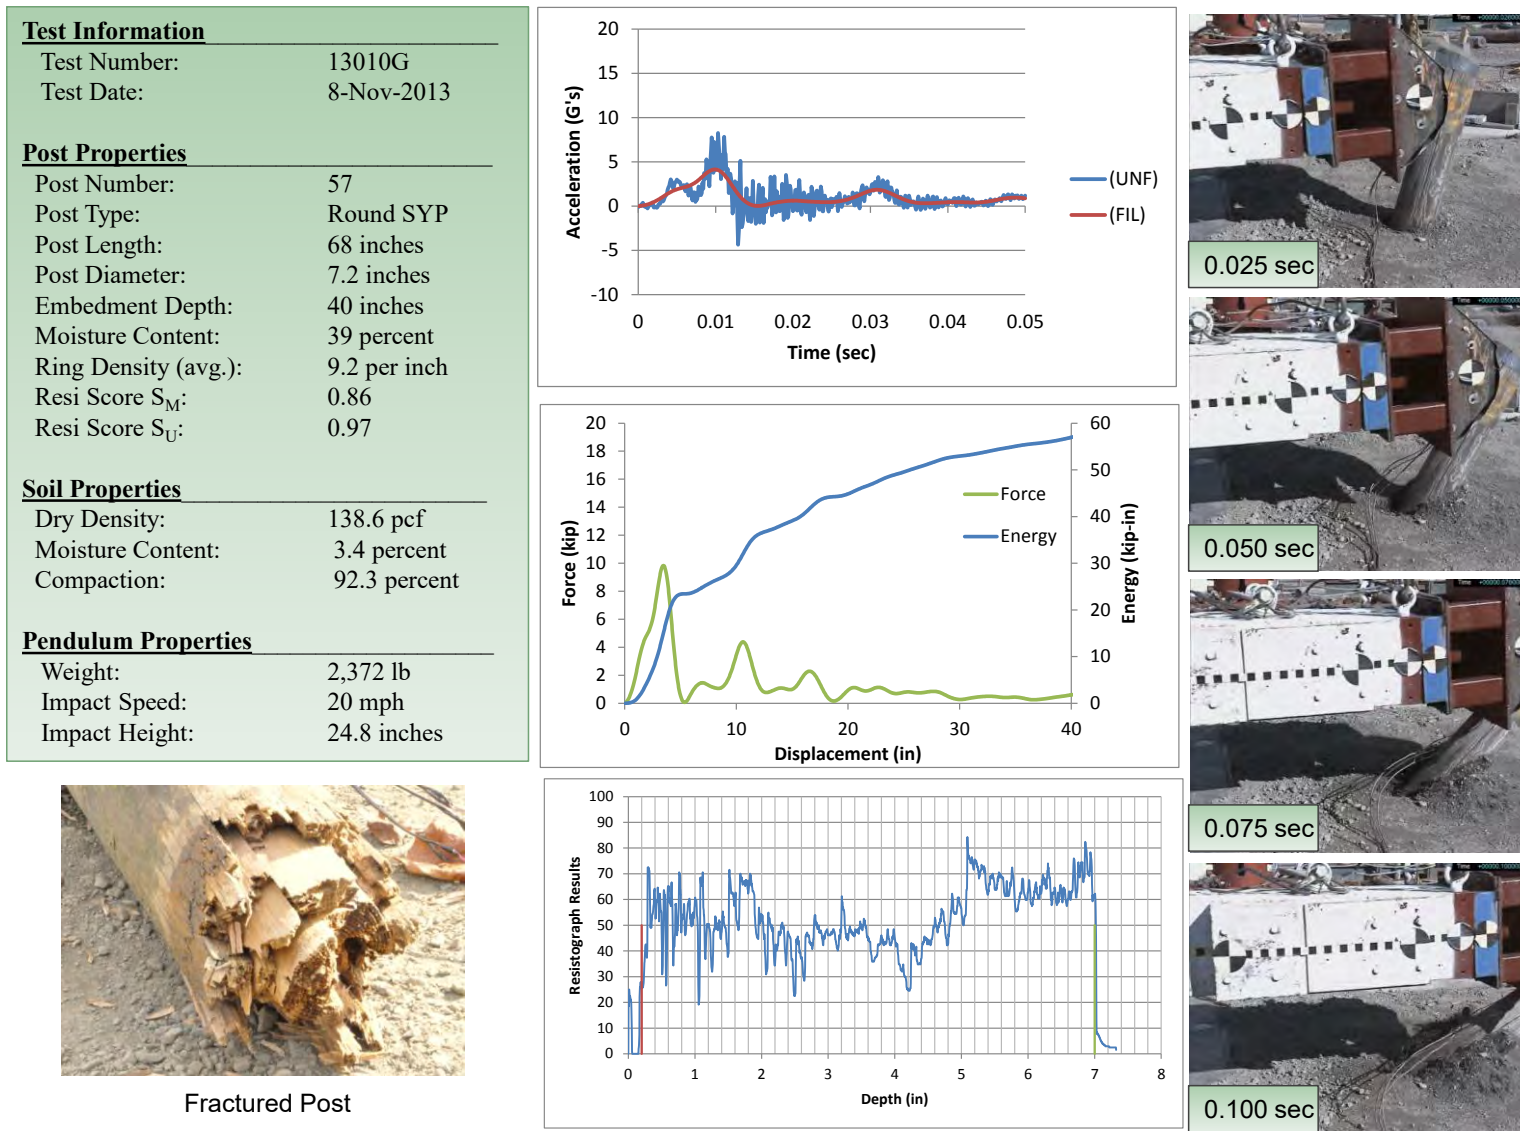 Test Information
Test Number: 13010G
Test Date: 8-Nov-2013
Post Properties
Post Number: 57
Post Type: Round SYP
Post Length: 68 inches
Post Diameter: 7.2 inches
Embedment Depth: 40 inches
Moisture Content: 39 percent
Ring Density (avg.): 9.2 per inch
Resi Score SM: 0.86
Resi Score SU: 0.97
Soil Properties
Dry Density: 138.6 pcf
Moisture Content: 3.4 percent
Compaction: 92.3 percent
Pendulum Properties
Weight: 2,372 lb
Impact Speed: 20 mph
Impact Height: 24.8 inches
Fractured Post
Acceleration (G's)
20
15
10
5
0
-5
-10
0 0.01 0.02 0.03 0.04 0.05
Time (sec)
(UNF)
(FIL)
Force (kip)
20
18
16
14
12
10
8
6
4
2
0
0 10 20 30 40
Displacement (in)
60
50
40
30
20
10
0
Energy (kip-in)
Force
Energy
Resistograph Results
100
90
80
70
60
50
40
30
20
10
0
0 1 2 3 4 5 6 7 8
Depth (in)
0.025 sec
0.050 sec
0.075 sec
0.100 sec